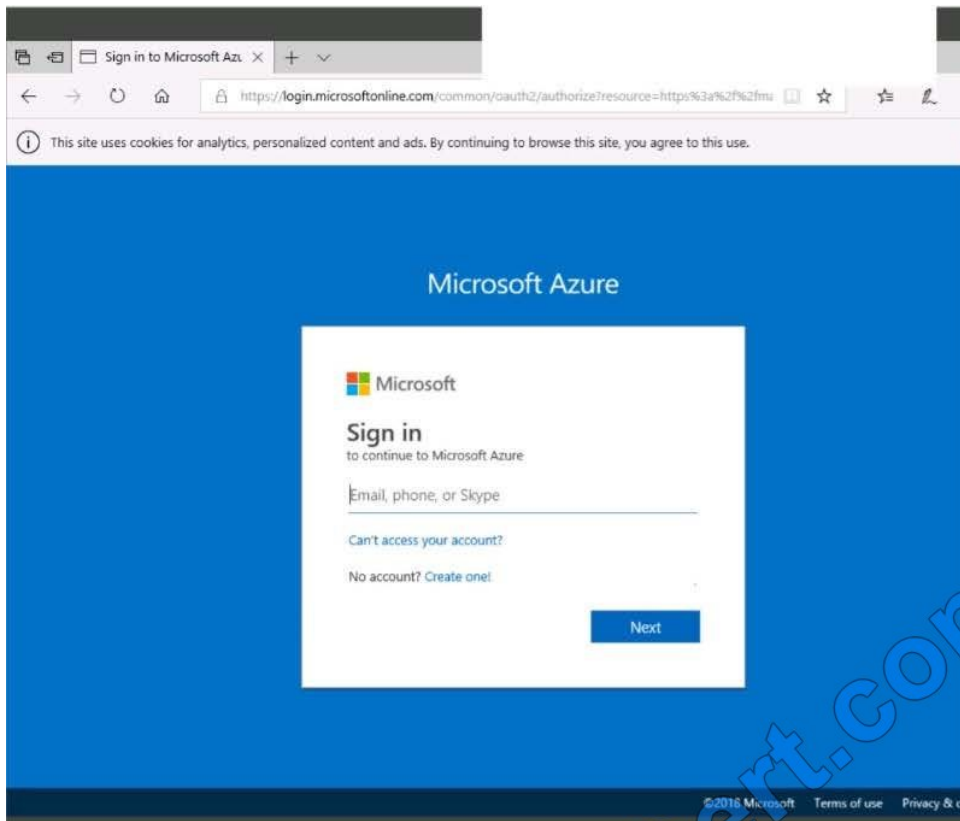 Sign in to Microsoft Azu
https://login.microsoftonline.com/common/oauth2/authorize?resource=https%3a%2f%2fma
This site uses cookies for analytics, personalized content and ads. By continuing to browse this site, you agree to this use.
Microsoft Azure
Microsoft
Sign in
to continue to Microsoft Azure
Email, phone, or Skype
Can't access your account?
No account? Create one!
Next
©2018 Microsoft Terms of use Privacy & c
ert.con